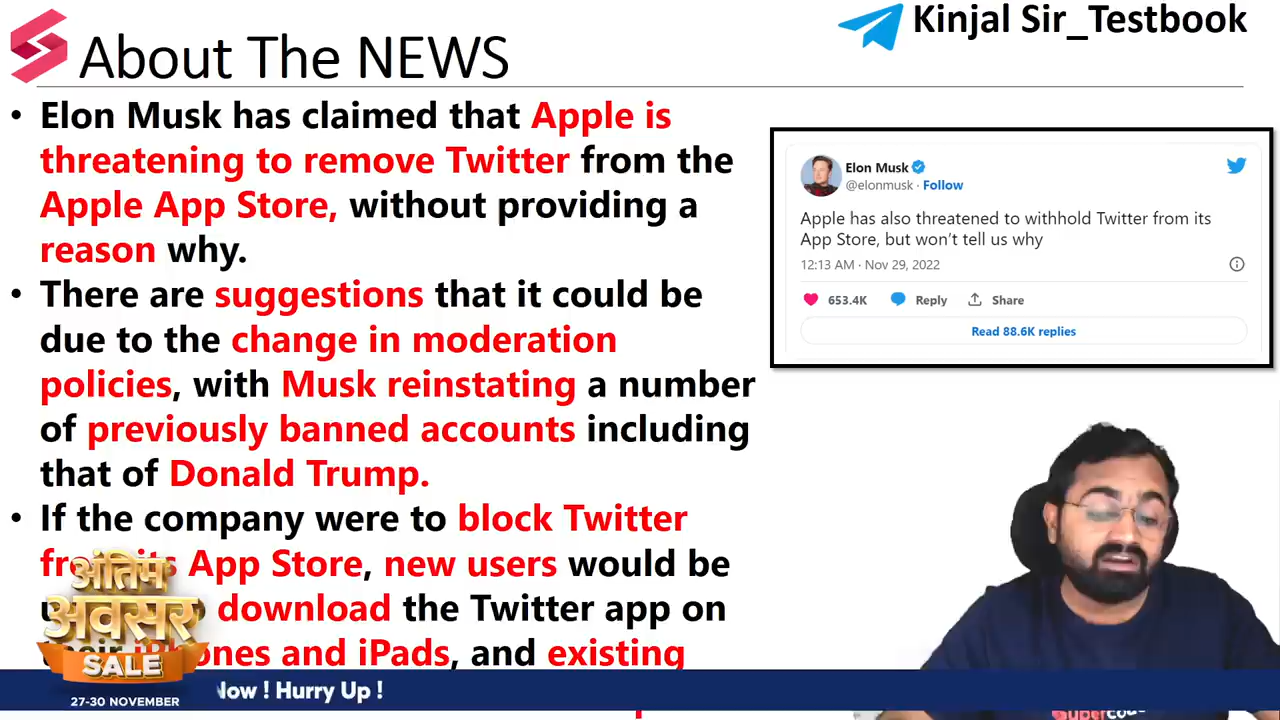 Kinjal Sir_Testbook
About The NEWS
• Elon Musk has claimed that Apple is
threatening to remove Twitter from the
Apple App Store, without providing a
reason why.
• There are suggestions that it could be
due to the change in moderation
policies, with Musk reinstating a number
of previously banned accounts including
that of Donald Trump.
• If the company were to block Twitter
App Store, new users would be
download the Twitter app on
and iPads, and existing
Elon Musk
@elonmusk · Follow
Apple has also threatened to withhold Twitter from its
App Store, but won't tell us why
12:13 AM · Nov 29, 2022
653.4K Reply Share
Read 88.6K replies
अंतिम
अवसर
SALE
27-30 NOVEMBER
Now ! Hurry Up !